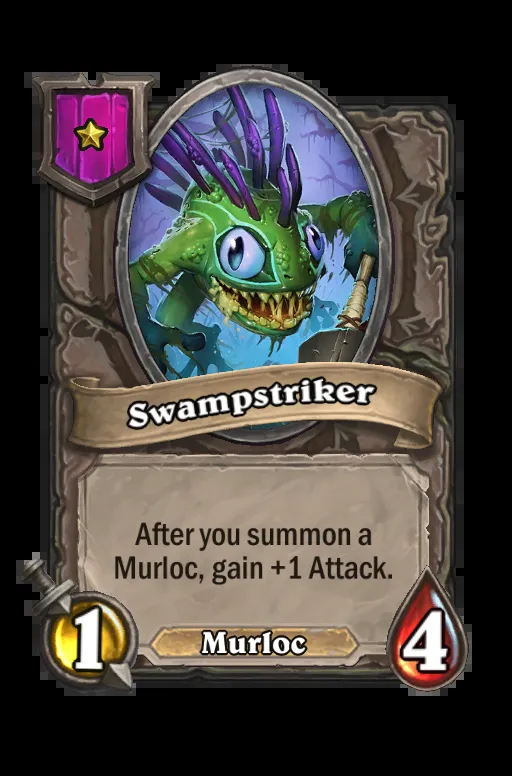 Swampstriker
After you summon a
Murloc, gain +1 Attack.
1
Murloc
4